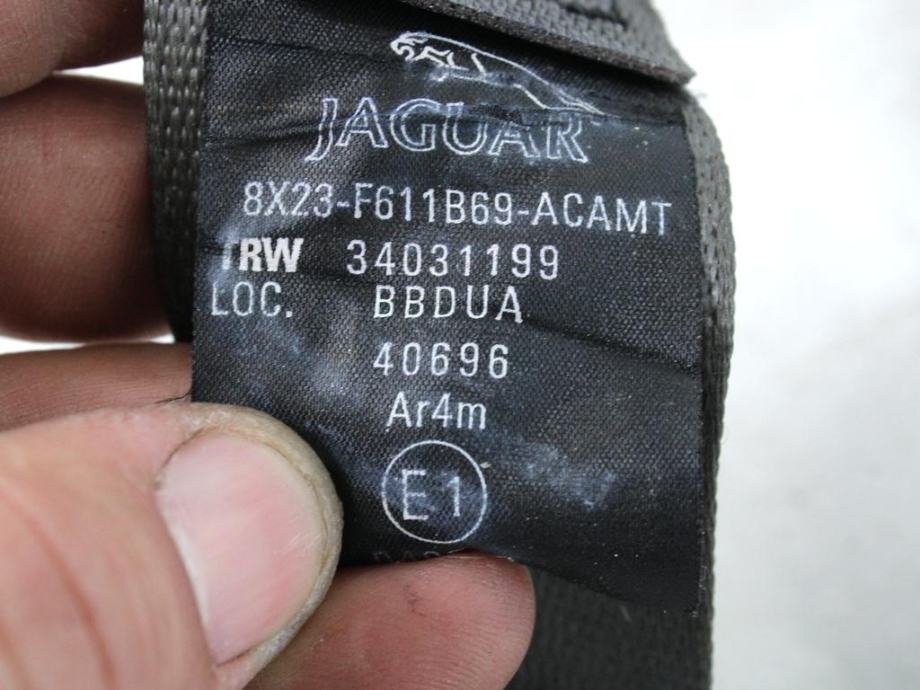 JAGUAR
8X23-F611B69-ACAMT
TRW 34031199
LOC. BBDUA
40696
Ar4m
E1